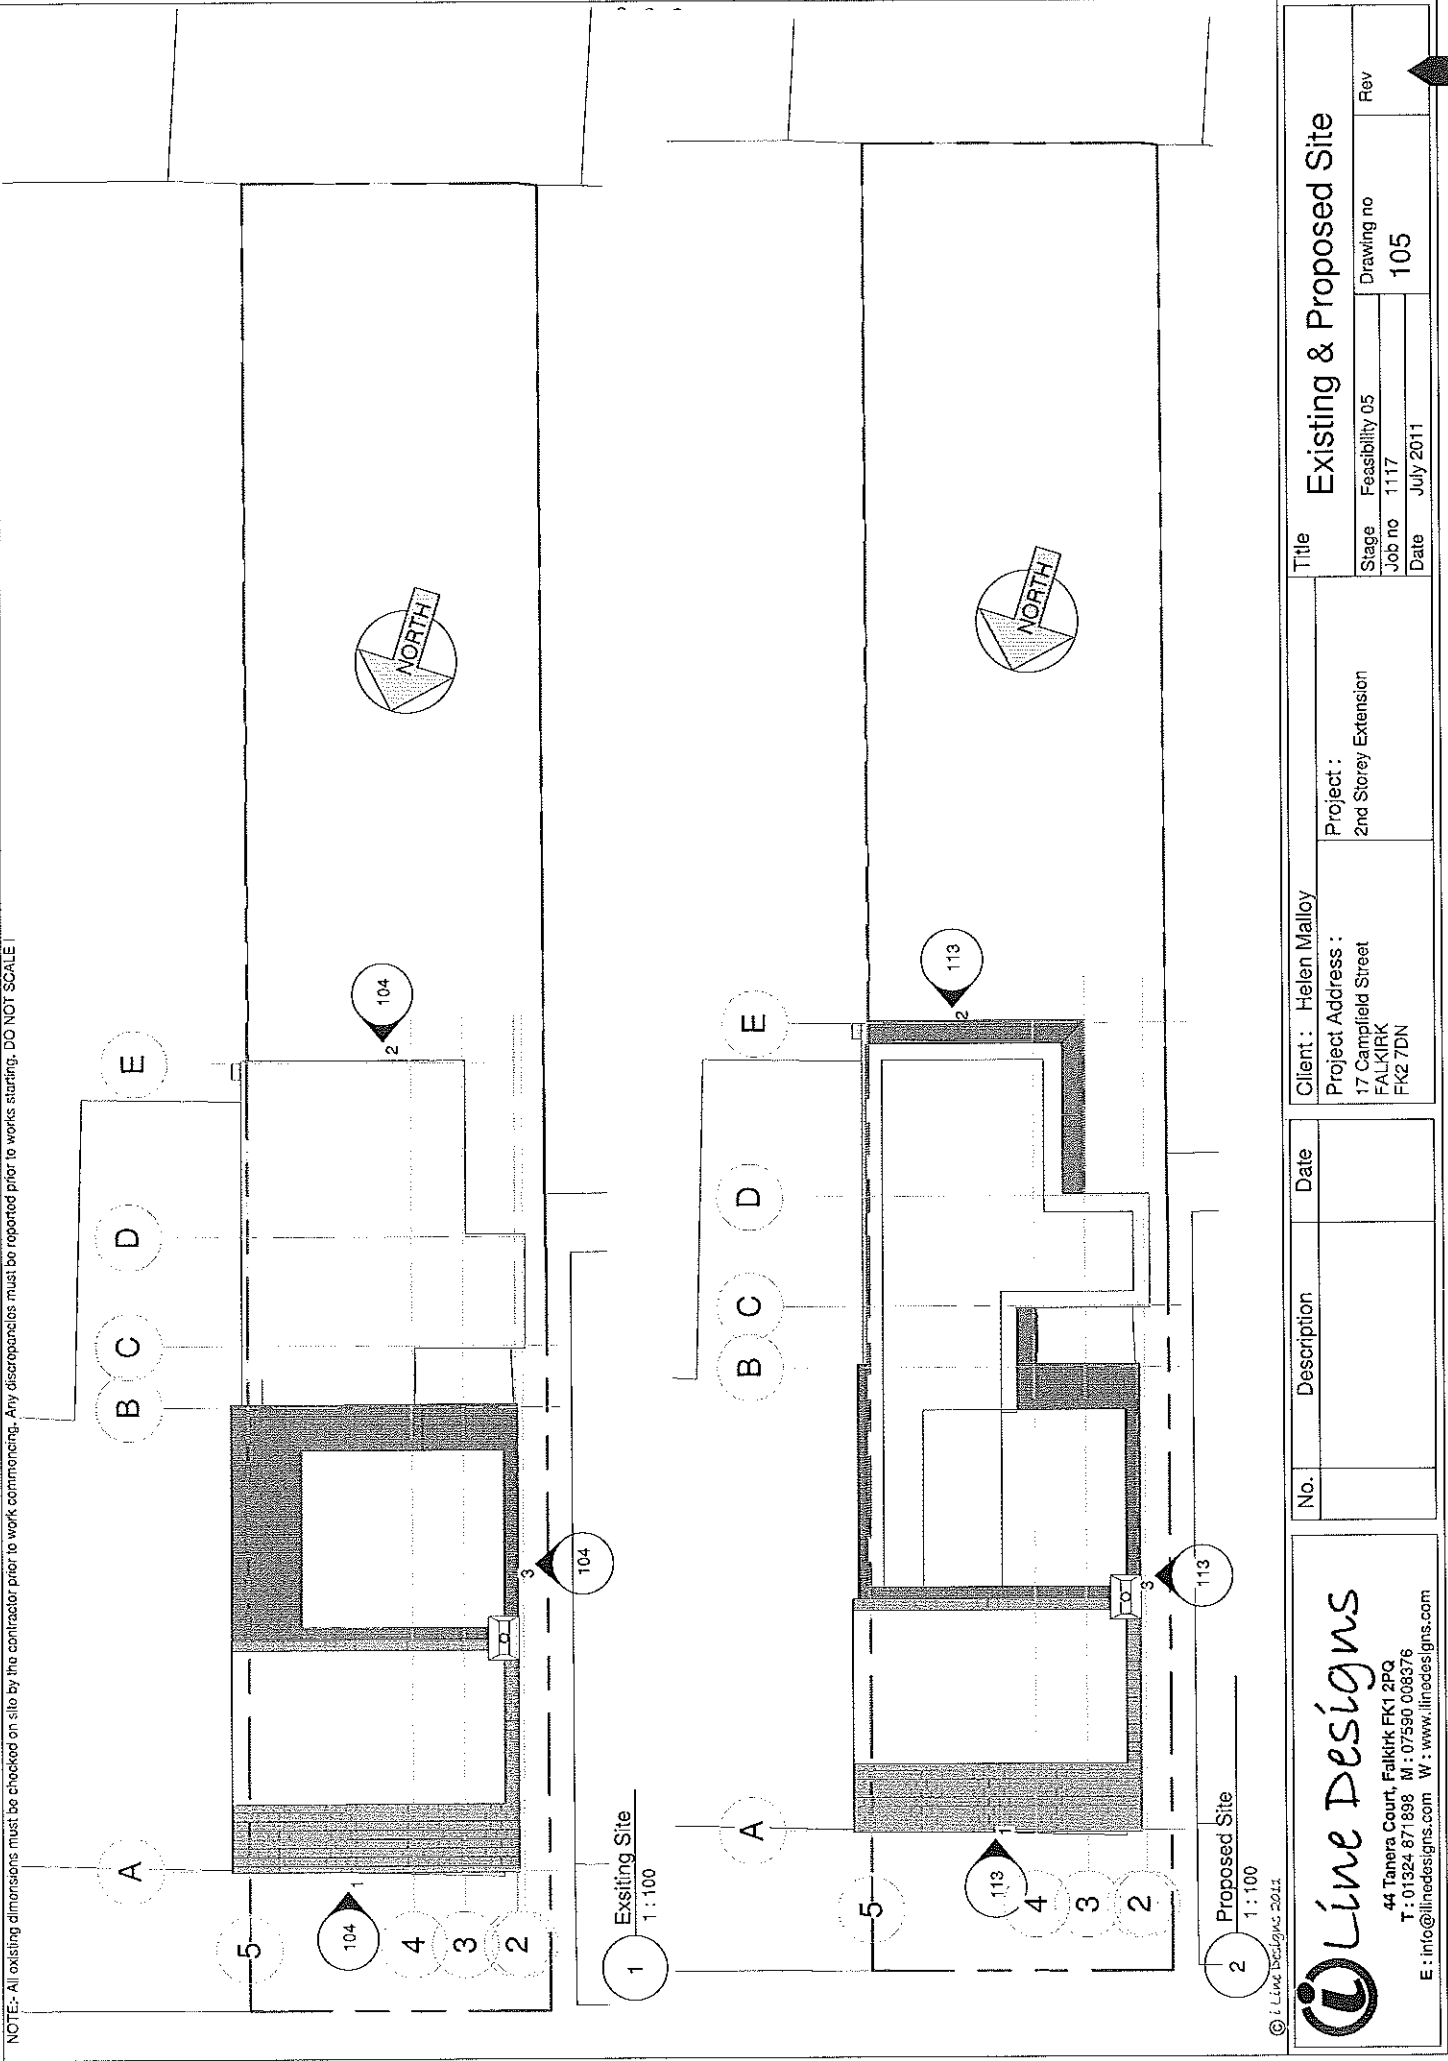 NOTE:- All existing dimensions must be checked on site by the contractor prior to work commencing. Any discrepancies must be reported prior to works starting. DO NOT SCALE !
A
B
C
D
E
5
4
3
2
104
1
104
2
104
3
NORTH
1
Exsiting Site
1 : 100
A
B
C
D
E
5
4
3
2
113
1
113
2
113
3
NORTH
2
Proposed Site
1 : 100
© i Line Designs 2011
i Line Designs
44 Tanera Court, Falkirk FK1 2PQ
T : 01324 871898 M : 07590 008376
E : info@ilinedesigns.com W : www.ilinedesigns.com
No.
Description
Date
Client : Helen Malloy
Project Address :
17 Campfield Street
FALKIRK
FK2 7DN
Project :
2nd Storey Extension
Title
Existing & Proposed Site
Stage Feasibility 05
Job no 1117
Date July 2011
Drawing no
105
Rev